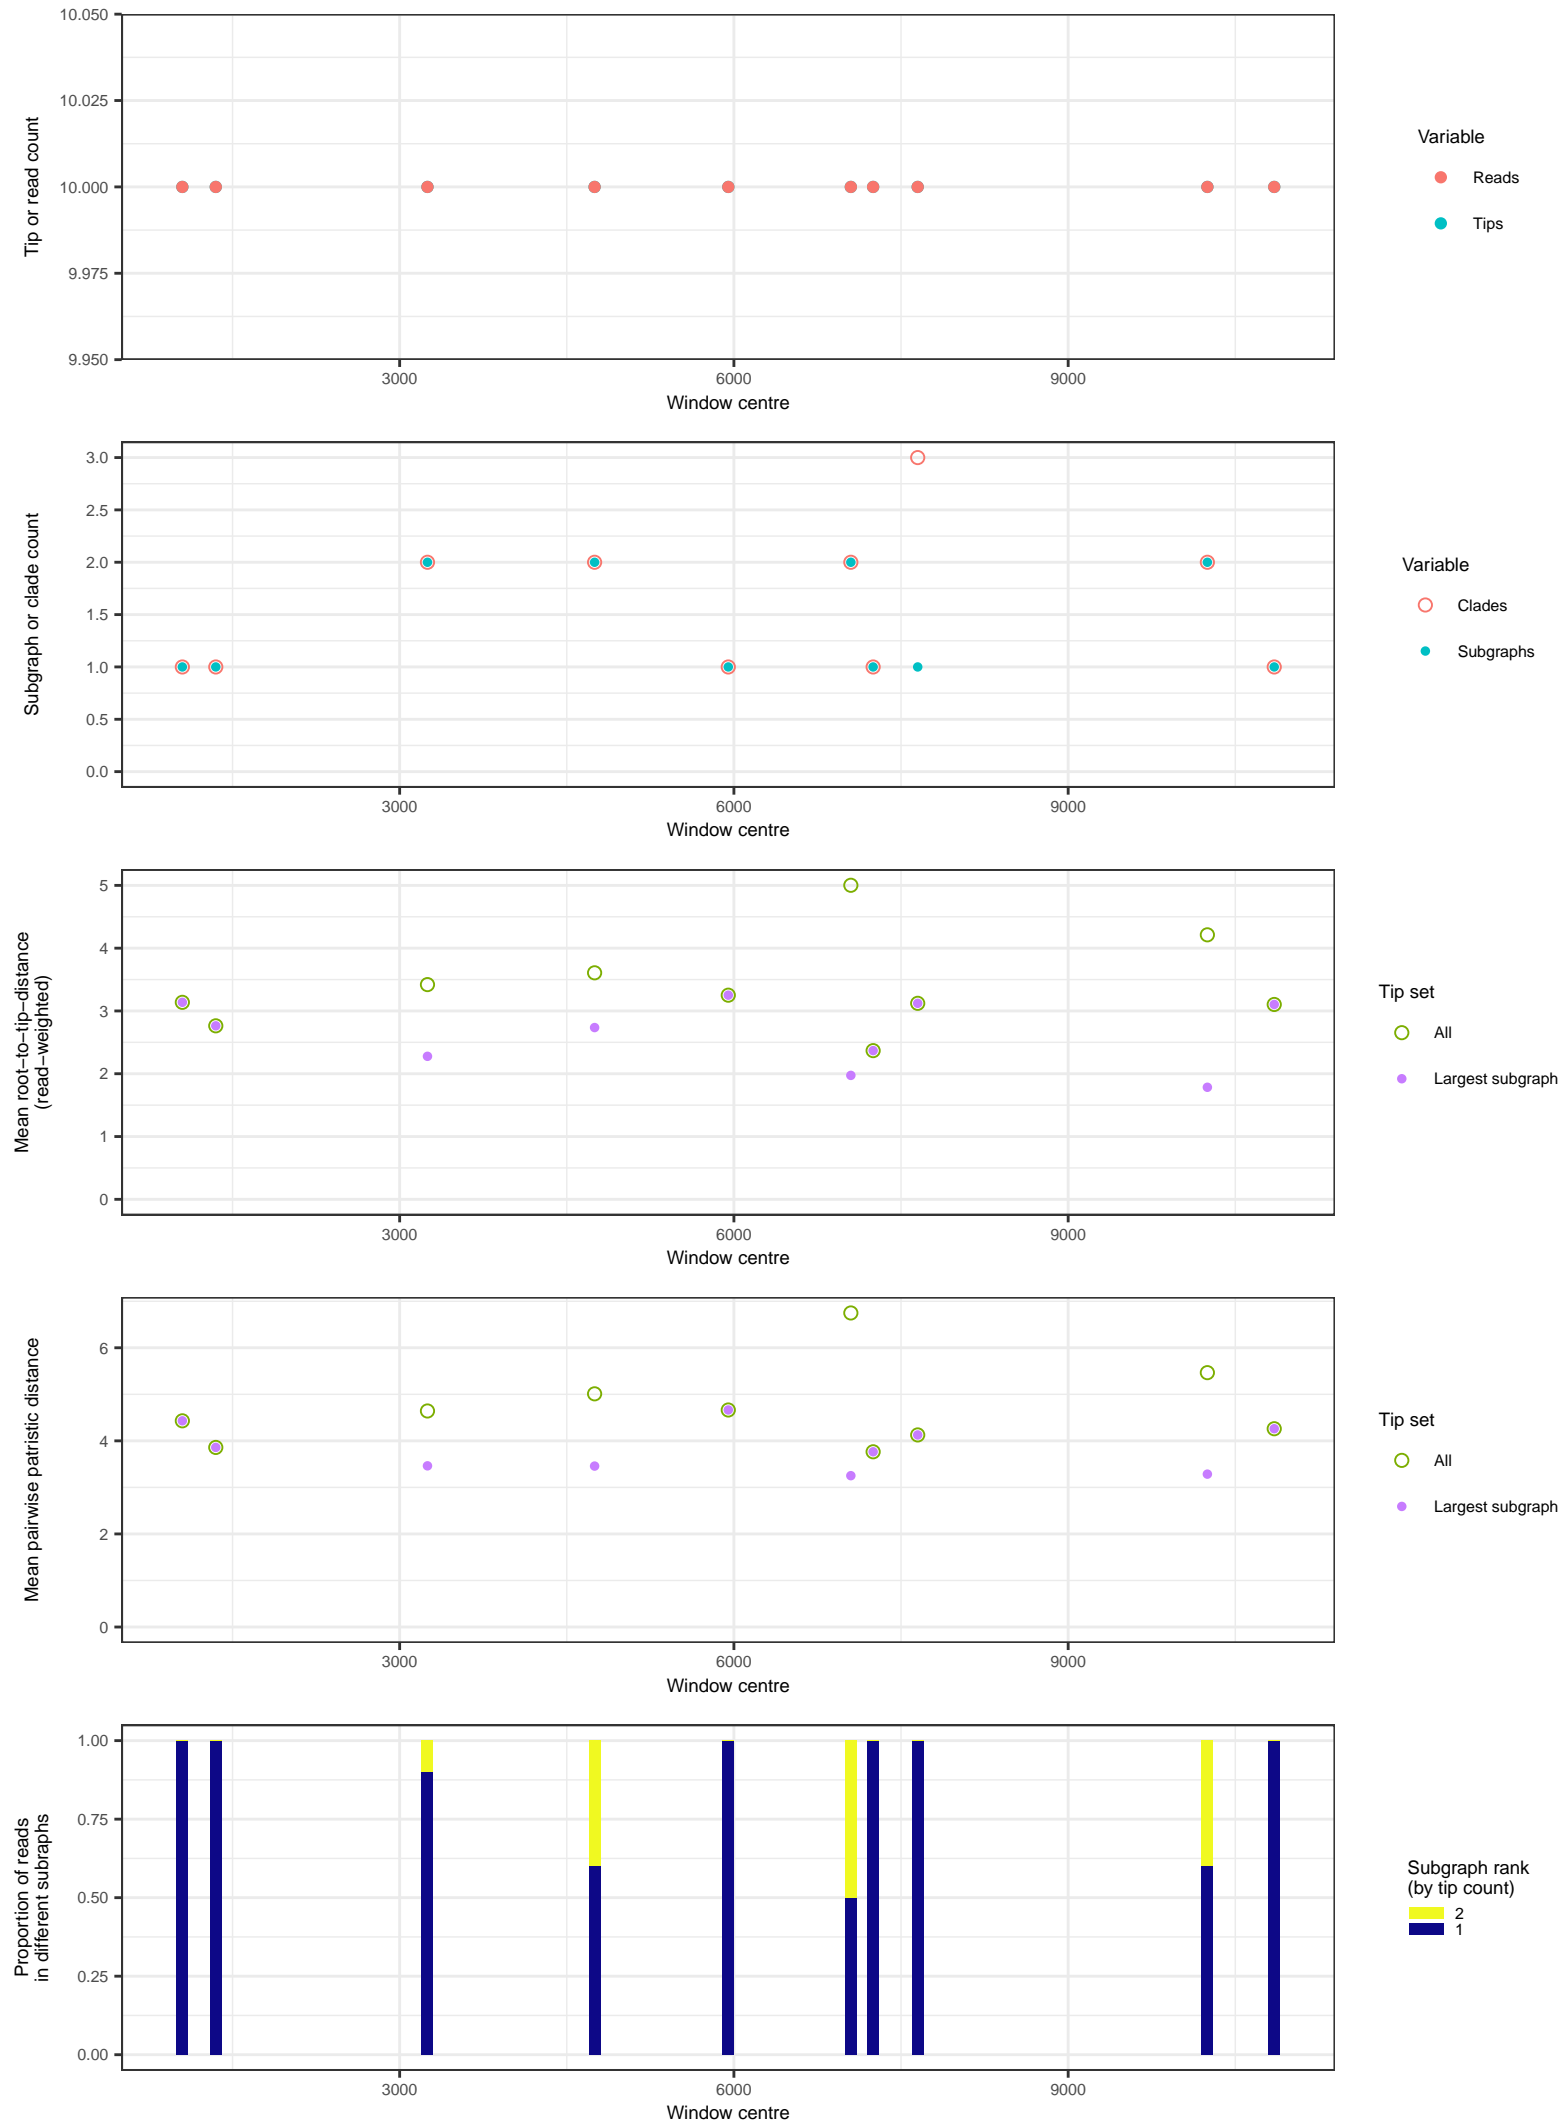 10.050
10.025
10.000
9.975
9.950
Tip or read count
3000
6000
9000
Window centre
Variable
Reads
Tips
3.0
2.5
2.0
1.5
1.0
0.5
0.0
Subgraph or clade count
3000
6000
9000
Window centre
Variable
Clades
Subgraphs
5
4
3
2
1
0
Mean root−to−tip−distance
(read−weighted)
3000
6000
9000
Window centre
Tip set
All
Largest subgraph
6
4
2
0
Mean pairwise patristic distance
3000
6000
9000
Window centre
Tip set
All
Largest subgraph
1.00
0.75
0.50
0.25
0.00
Proportion of reads
in different subraphs
3000
6000
9000
Window centre
Subgraph rank
(by tip count)
2
1